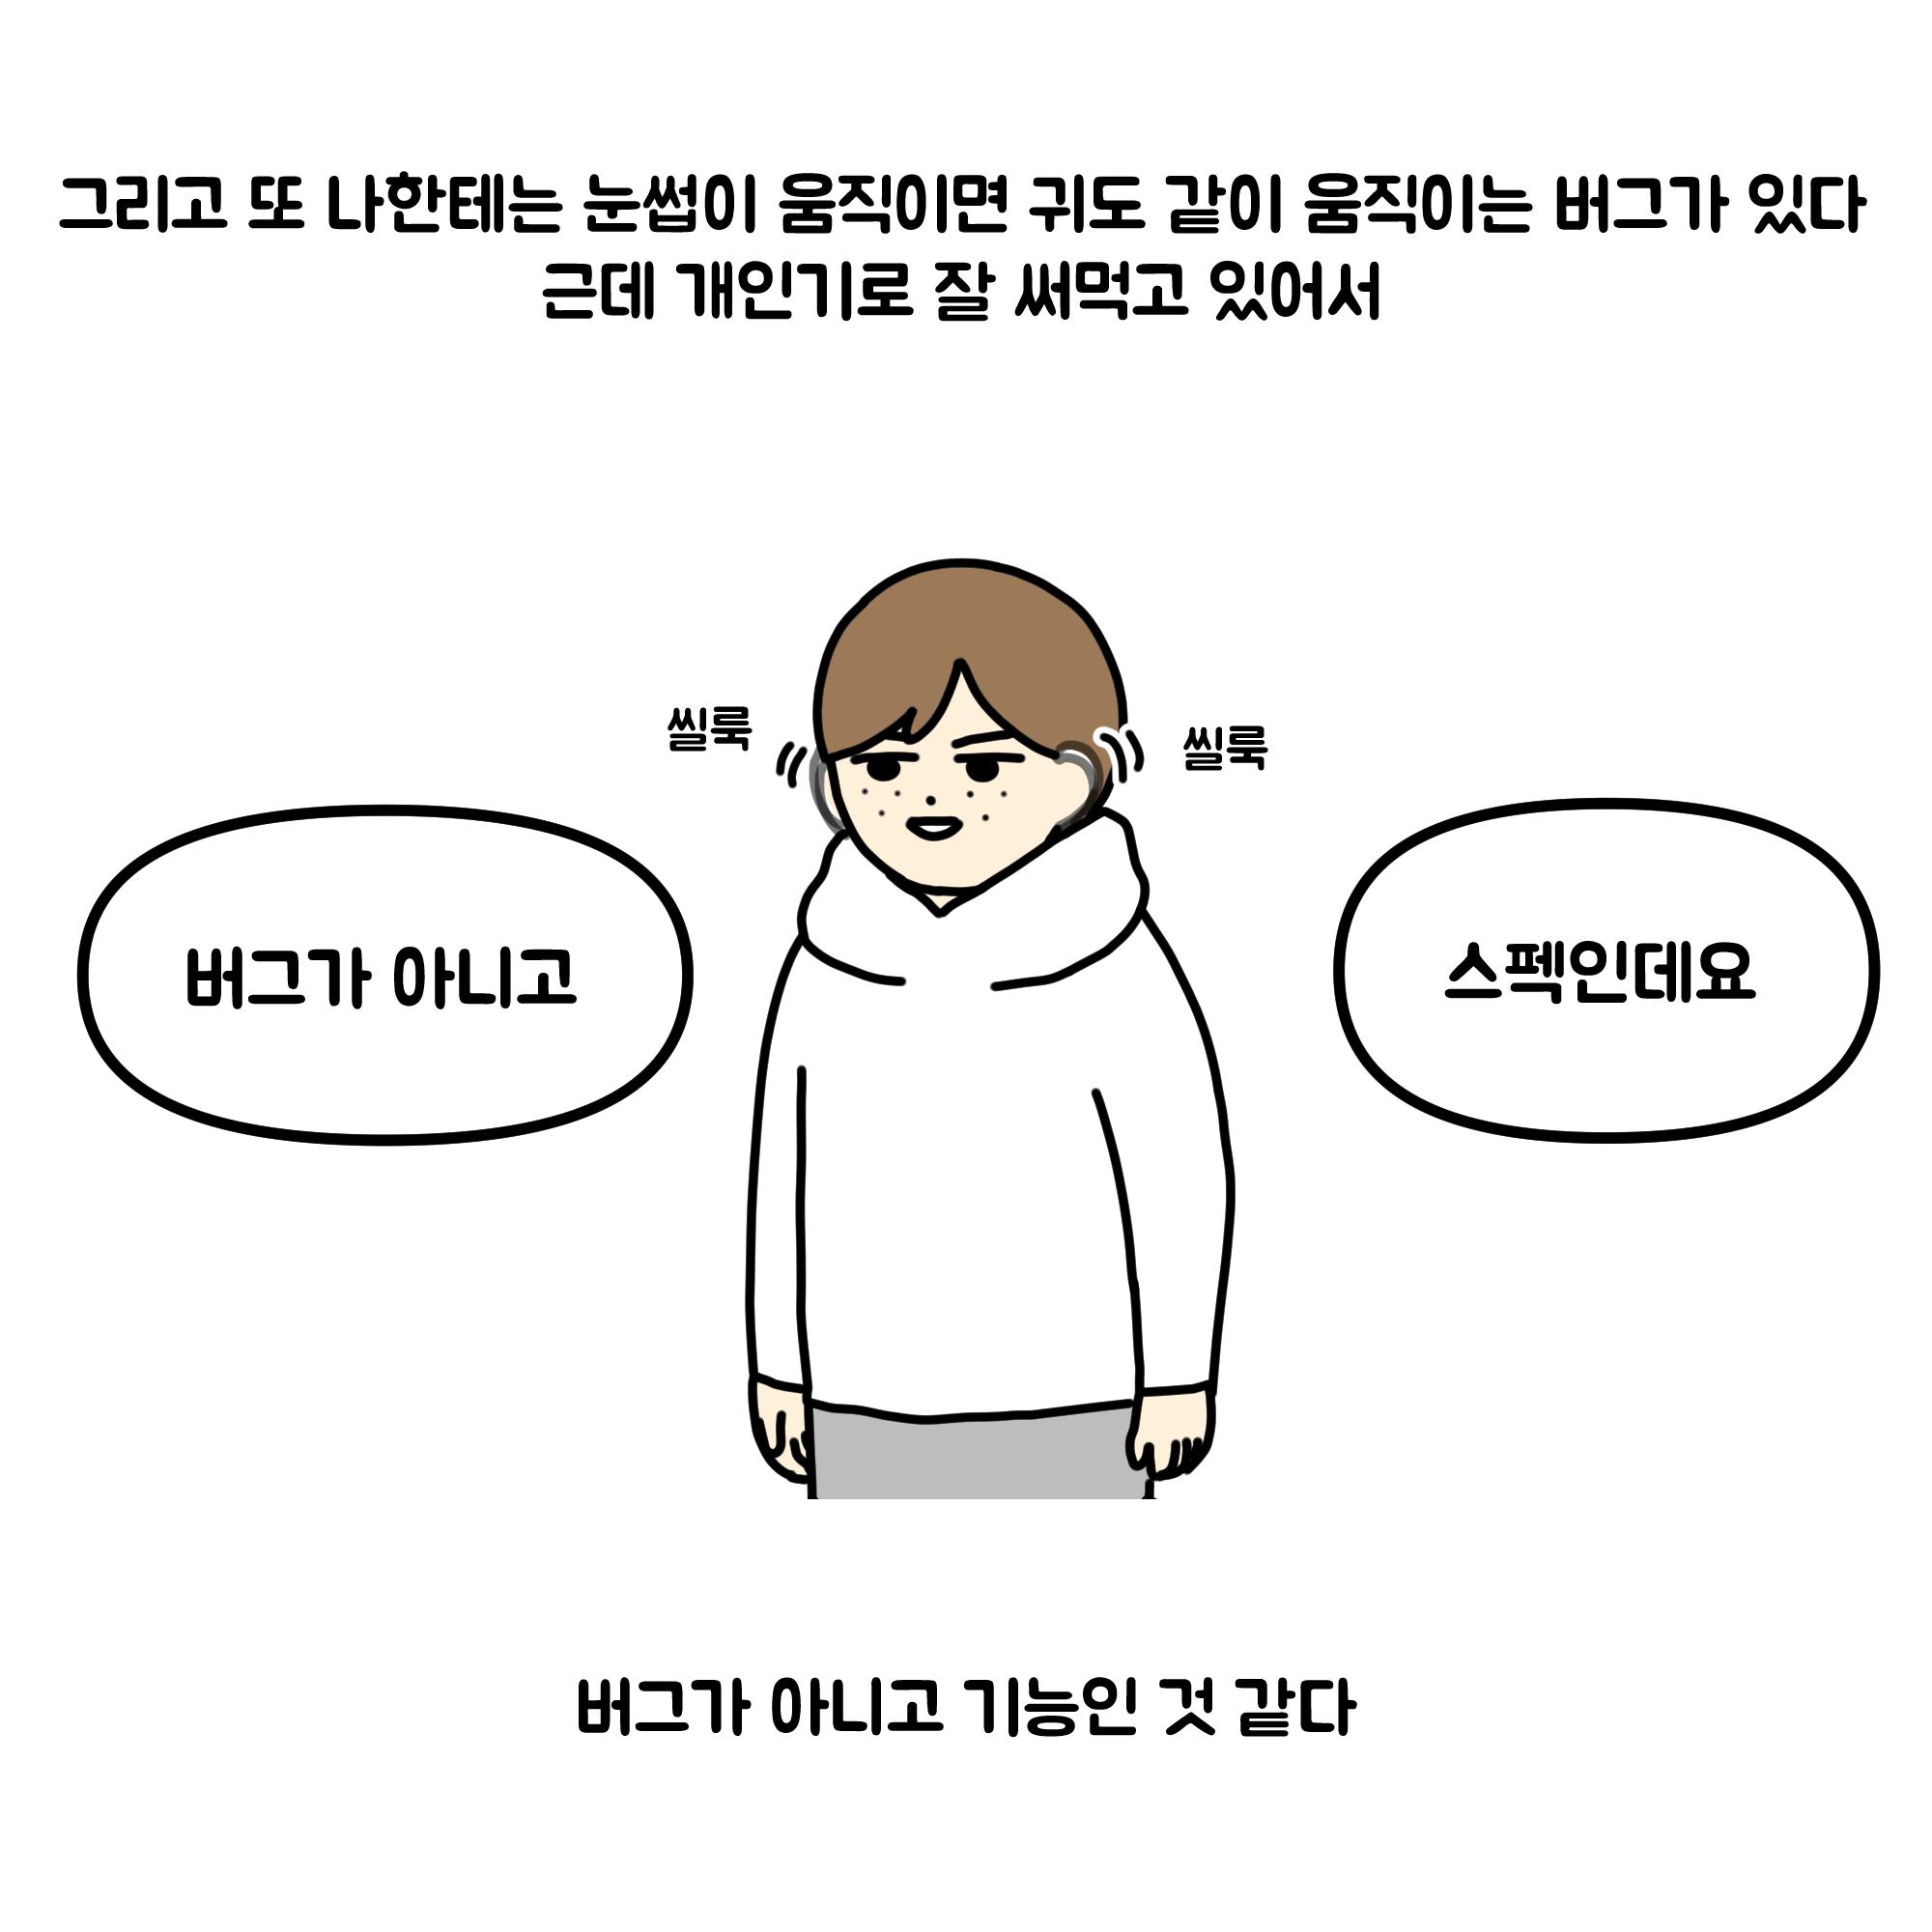 그리고 또 나한테는 눈썹이 움직이면 귀도 같이 움직이는 버그가 있다
근데 개인기로 잘 써먹고 있어서
씰룩
씰룩
버그가 아니고
스펙인데요
버그가 아니고 기능인 것 같다